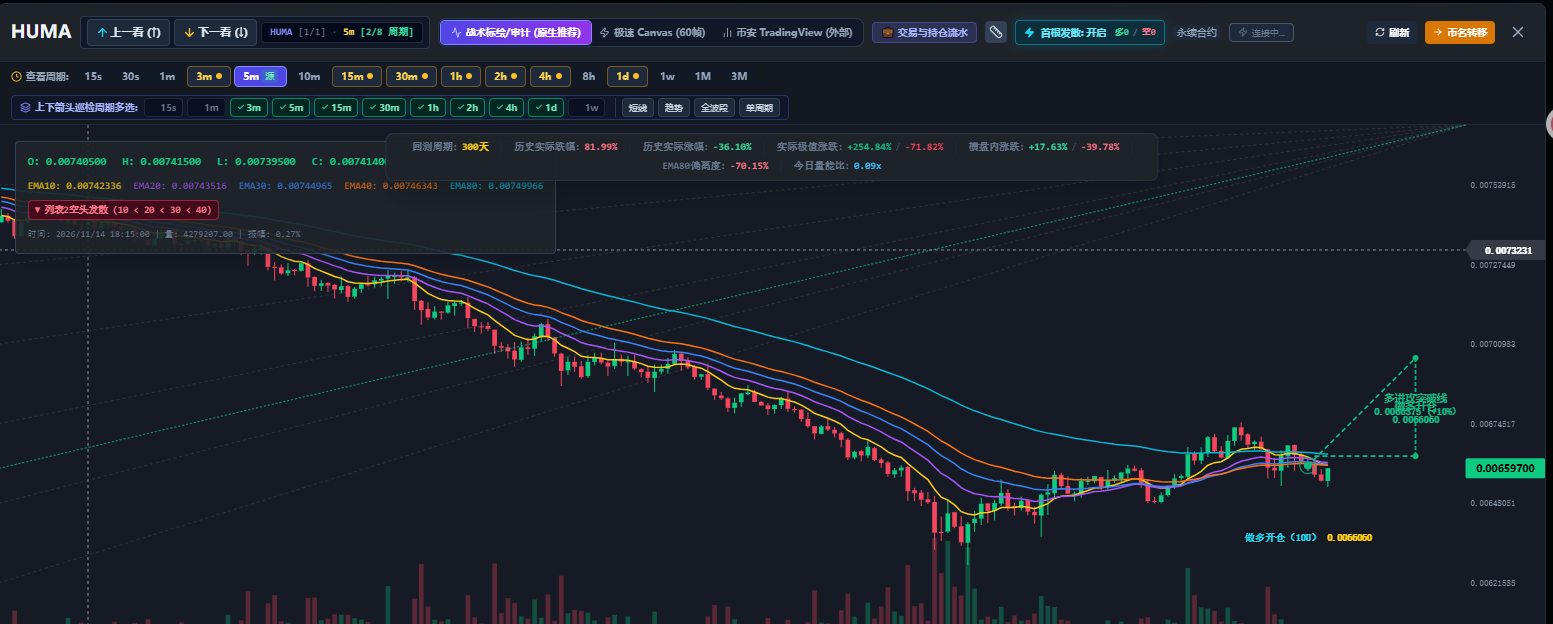 HUMA
↑ 上一看 (↑)
↓ 下一看 (↓)
HUMA [1/1] · 5m [2/8 周期]
战术标绘/审计 (原生推荐)
极速 Canvas (60帧)
币安 TradingView (外部)
交易与持仓流水
首根发散: 开启 多0 / 空0
永续合约
连接中...
刷新
→ 币名转移
查看周期:
15s 30s 1m 3m 5m 源 10m 15m 30m 1h 2h 4h 8h 1d 1w 1M 3M
上下箭头巡检周期多选:
15s 1m ✓3m ✓5m ✓15m ✓30m ✓1h ✓2h ✓4h ✓1d 1w
短线 趋势 全波段 单周期
回测周期: 300天 历史实际跌幅: 81.99% 历史实际涨幅: -36.10% 实际极值涨跌: +254.84% / -71.82% 横盘内涨跌: +17.63% / -39.78%
EMA80偏离度: -70.15% 今日量能比: 0.09x
O: 0.00740500 H: 0.00741500 L: 0.00739500 C: 0.0074140
EMA10: 0.00742336 EMA20: 0.00743516 EMA30: 0.00744965 EMA40: 0.00746343 EMA80: 0.00749966
▼ 列表2空头发散 (10 < 20 < 30 < 40)
时间: 2026/11/14 18:15:00 | 量: 4279207.00 | 振幅: 0.27%
0.00753915
0.0073231
0.00727449
0.00700983
0.00674517
0.00659700
0.00648051
0.00621585
多进攻突破线
做多开仓
0.0066060
做多开仓 (10U) 0.0066060